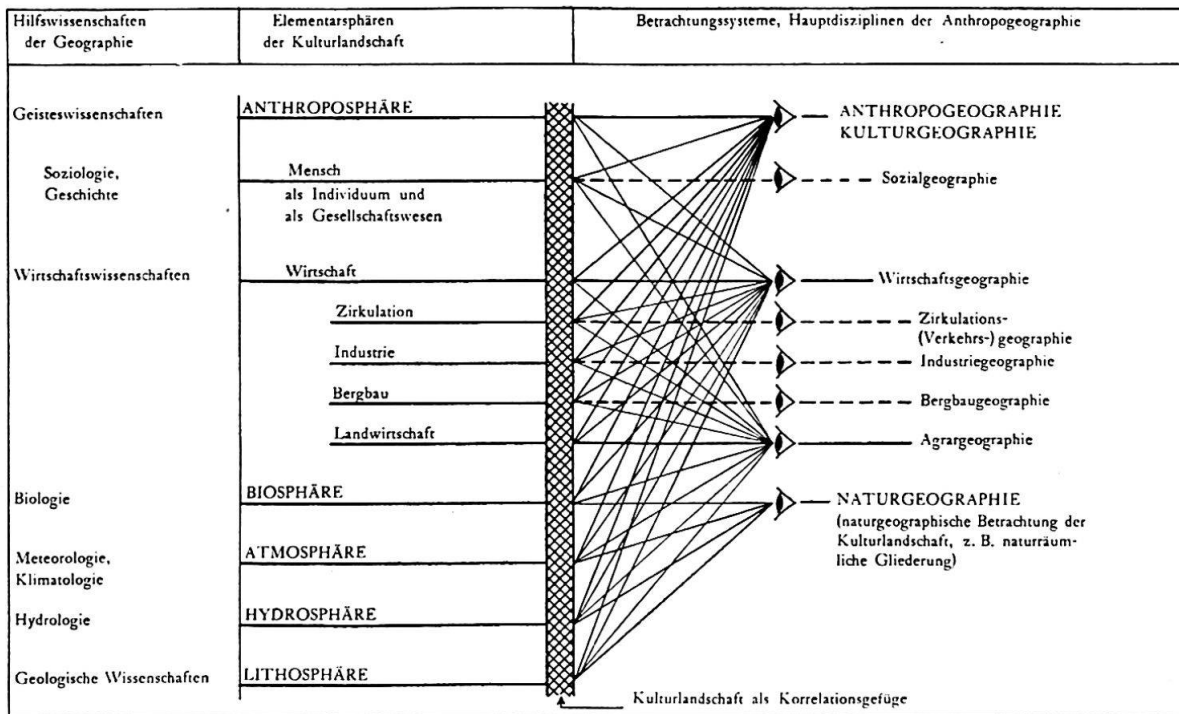 Hilfswissenschaften
der Geographie
Elementarsphären
der Kulturlandschaft
Betrachtungssysteme, Hauptdisziplinen der Anthropogeographie
Geisteswissenschaften
ANTHROPOSPHÄRE
ANTHROPOGEOGRAPHIE
KULTURGEOGRAPHIE
Soziologie,
Geschichte
Mensch
als Individuum und
als Gesellschaftswesen
Sozialgeographie
Wirtschaftswissenschaften
Wirtschaft
Wirtschaftsgeographie
Zirkulation
Zirkulations-
(Verkehrs-) geographie
Industrie
Industriegeographie
Bergbau
Bergbaugeographie
Landwirtschaft
Agrargeographie
Biologie
BIOSPHÄRE
NATURGEOGRAPHIE
(naturgeographische Betrachtung der
Kulturlandschaft, z. B. naturräum-
liche Gliederung)
Meteorologie,
Klimatologie
ATMOSPHÄRE
Hydrologie
HYDROSPHÄRE
Geologische Wissenschaften
LITHOSPHÄRE
Kulturlandschaft als Korrelationsgefüge